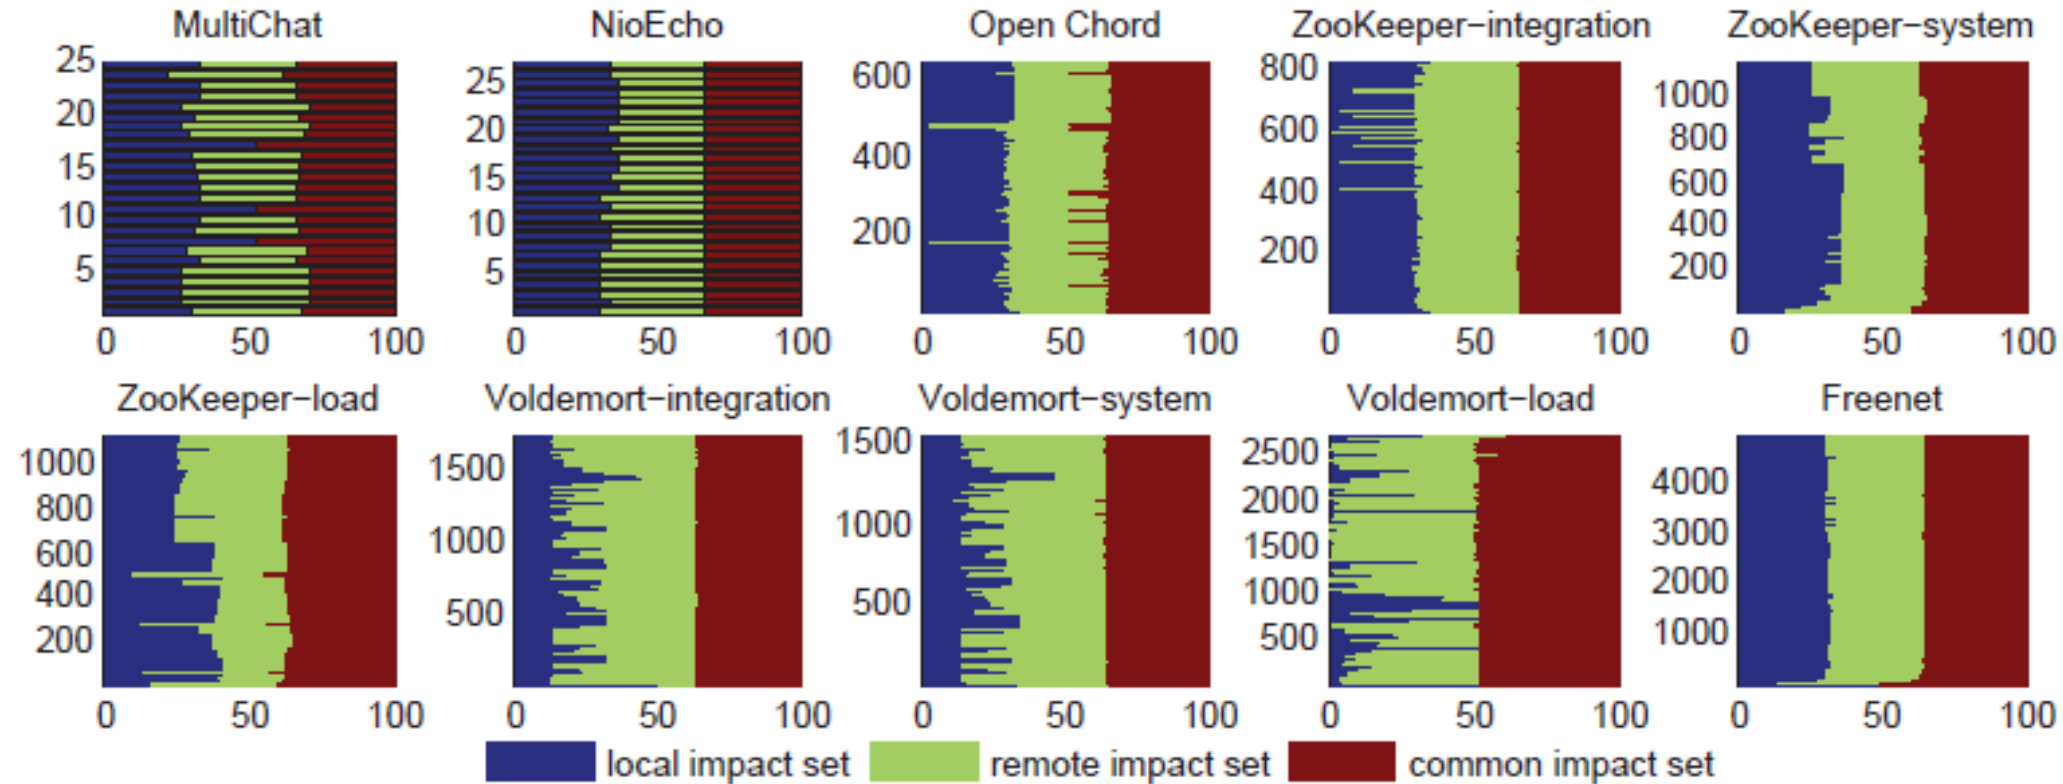 MultiChat NioEcho Open Chord ZooKeeper-integration ZooKeeper-system
25 25 600 800 1000
20 20 400 600 800
15 15 200 400 600
10 10 200 400
5 5 200
0 50 100 0 50 100 0 50 100 0 50 100 0 50 100
ZooKeeper-load Voldemort-integration Voldemort-system Voldemort-load Freenet
1000 1500 1500 2500 4000
800 1000 1000 2000 3000
600 500 500 1500 2000
400 1000 1000
200 500
0 50 100 0 50 100 0 50 100 0 50 100 0 50 100
local impact set remote impact set common impact set